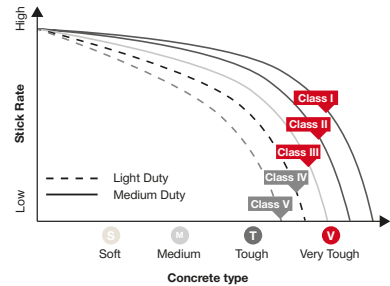 High
Stick Rate
Low
Class I
Class II
Class III
Class IV
Class V
Light Duty
Medium Duty
S M T V
Soft Medium Tough Very Tough
Concrete type